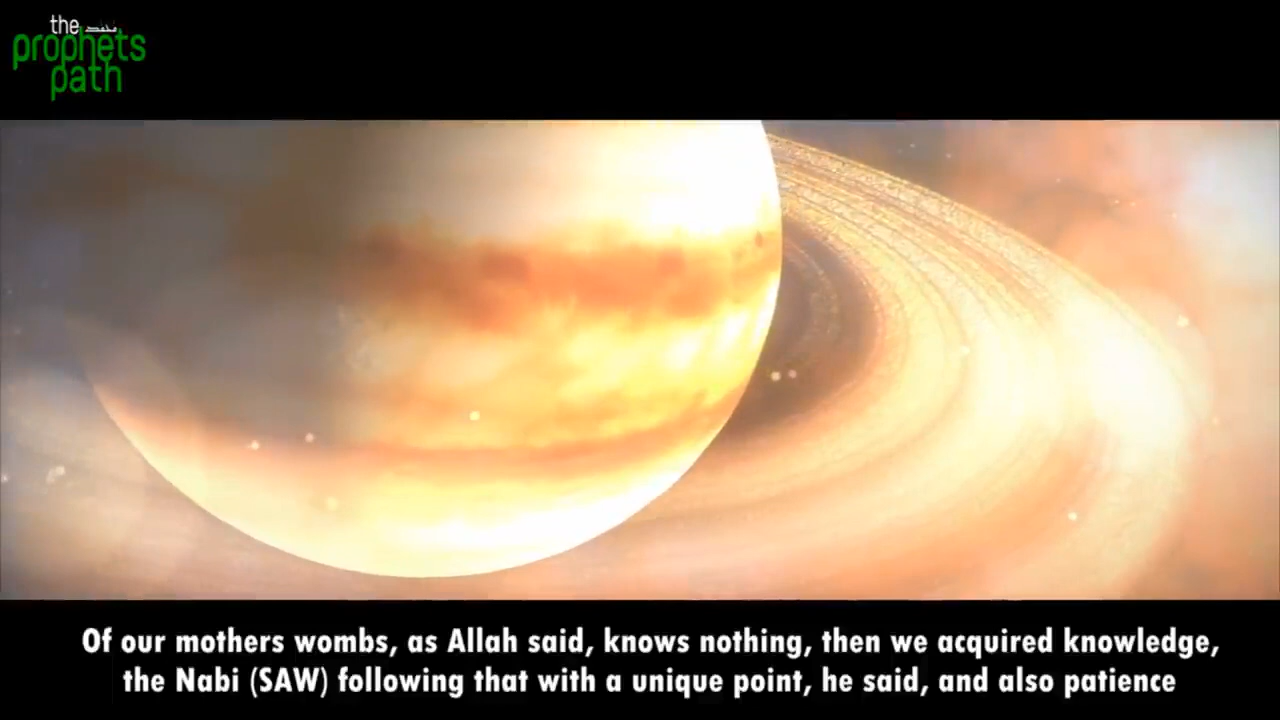 the محمد
prophets
path
Of our mothers wombs, as Allah said, knows nothing, then we acquired knowledge,
the Nabi (SAW) following that with a unique point, he said, and also patience